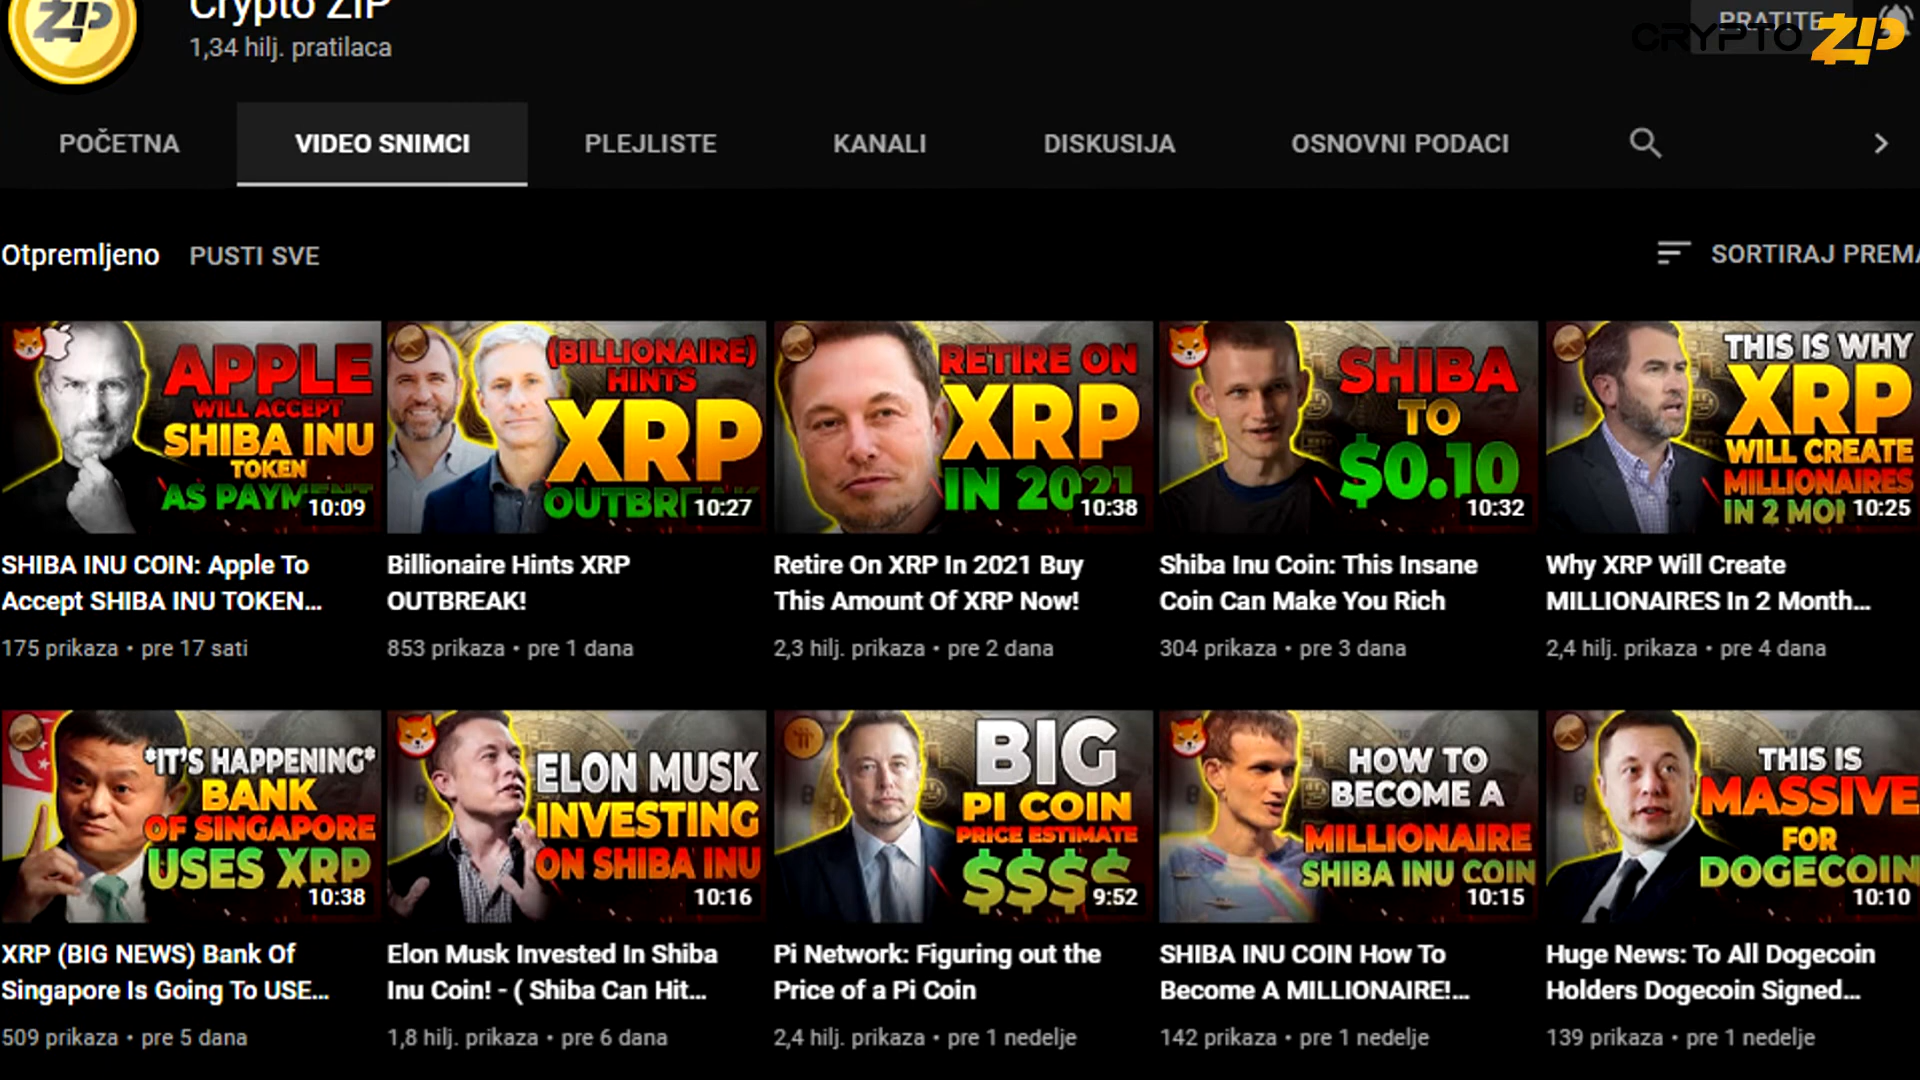 Crypto ZIP
1,34 hilj. pratilaca
PRATITE
CRYPTO ZIP
POČETNA
VIDEO SNIMCI
PLEJLISTE
KANALI
DISKUSIJA
OSNOVNI PODACI
Otpremljeno
PUSTI SVE
SORTIRAJ PREMA
APPLE
WILL ACCEPT
SHIBA INU
TOKEN
AS PAYMENT
10:09
(BILLIONAIRE)
HINTS
XRP
OUTBREAK
10:27
RETIRE ON
XRP
IN 2021
10:38
SHIBA
TO
$0.10
10:32
THIS IS WHY
XRP
WILL CREATE
MILLIONAIRES
IN 2 MON
10:25
SHIBA INU COIN: Apple To
Accept SHIBA INU TOKEN...
175 prikaza • pre 17 sati
Billionaire Hints XRP
OUTBREAK!
853 prikaza • pre 1 dana
Retire On XRP In 2021 Buy
This Amount Of XRP Now!
2,3 hilj. prikaza • pre 2 dana
Shiba Inu Coin: This Insane
Coin Can Make You Rich
304 prikaza • pre 3 dana
Why XRP Will Create
MILLIONAIRES In 2 Month...
2,4 hilj. prikaza • pre 4 dana
*IT'S HAPPENING*
BANK
OF SINGAPORE
USES XRP
10:38
ELON MUSK
INVESTING
ON SHIBA INU
10:16
BIG
PI COIN
PRICE ESTIMATE
$$$$
9:52
HOW TO
BECOME A
MILLIONAIRE
SHIBA INU COIN
10:15
THIS IS
MASSIVE
FOR
DOGECOIN
10:10
XRP (BIG NEWS) Bank Of
Singapore Is Going To USE...
509 prikaza • pre 5 dana
Elon Musk Invested In Shiba
Inu Coin! - ( Shiba Can Hit...
1,8 hilj. prikaza • pre 6 dana
Pi Network: Figuring out the
Price of a Pi Coin
2,4 hilj. prikaza • pre 1 nedelje
SHIBA INU COIN How To
Become A MILLIONAIRE!...
142 prikaza • pre 1 nedelje
Huge News: To All Dogecoin
Holders Dogecoin Signed...
139 prikaza • pre 1 nedelje